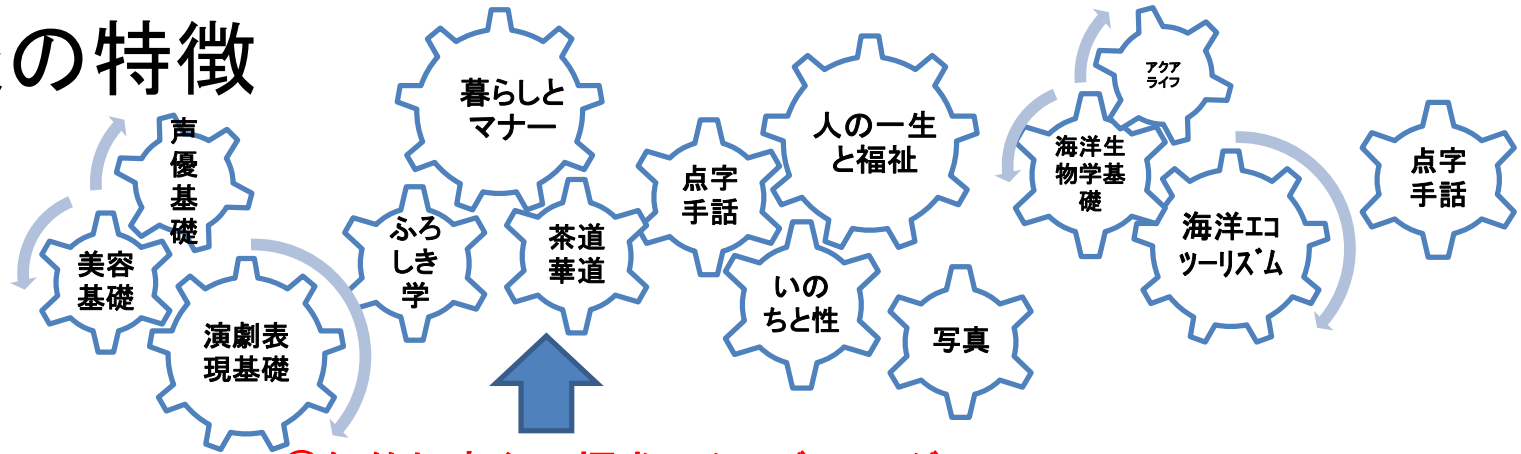 の特徴
声
優
基
礎
美容
基礎
演劇表
現基礎
暮らしと
マナー
ふろ
しき
学
茶道
華道
点字
手話
人の一生
と福祉
いの
ちと性
写真
アクア
ライフ
海洋生
物学基
礎
海洋エコ
ツーリズム
点字
手話